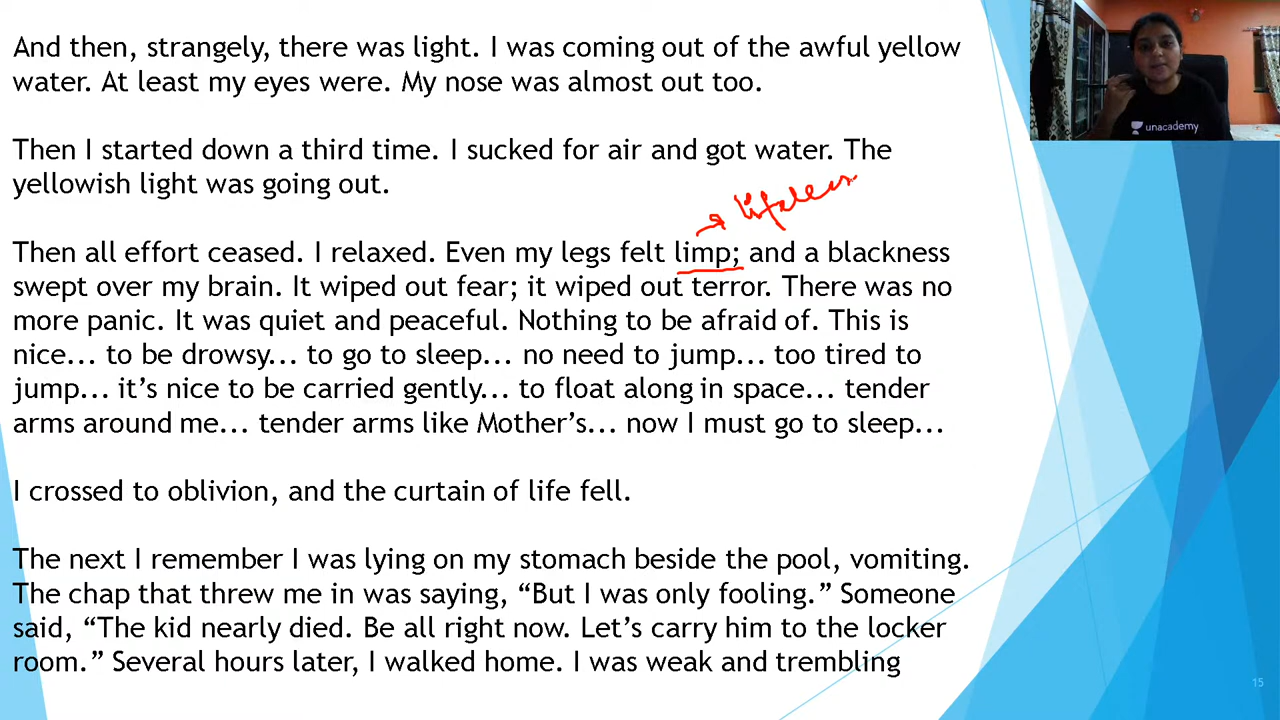 And then, strangely, there was light. I was coming out of the awful yellow
water. At least my eyes were. My nose was almost out too.
unacademy
Then I started down a third time. I sucked for air and got water. The
yellowish light was going out.
lifeless
Then all effort ceased. I relaxed. Even my legs felt limp; and a blackness
swept over my brain. It wiped out fear; it wiped out terror. There was no
more panic. It was quiet and peaceful. Nothing to be afraid of. This is
nice... to be drowsy... to go to sleep... no need to jump... too tired to
jump... it’s nice to be carried gently... to float along in space... tender
arms around me... tender arms like Mother’s... now I must go to sleep...
I crossed to oblivion, and the curtain of life fell.
The next I remember I was lying on my stomach beside the pool, vomiting.
The chap that threw me in was saying, “But I was only fooling.” Someone
said, “The kid nearly died. Be all right now. Let’s carry him to the locker
room.” Several hours later, I walked home. I was weak and trembling
15